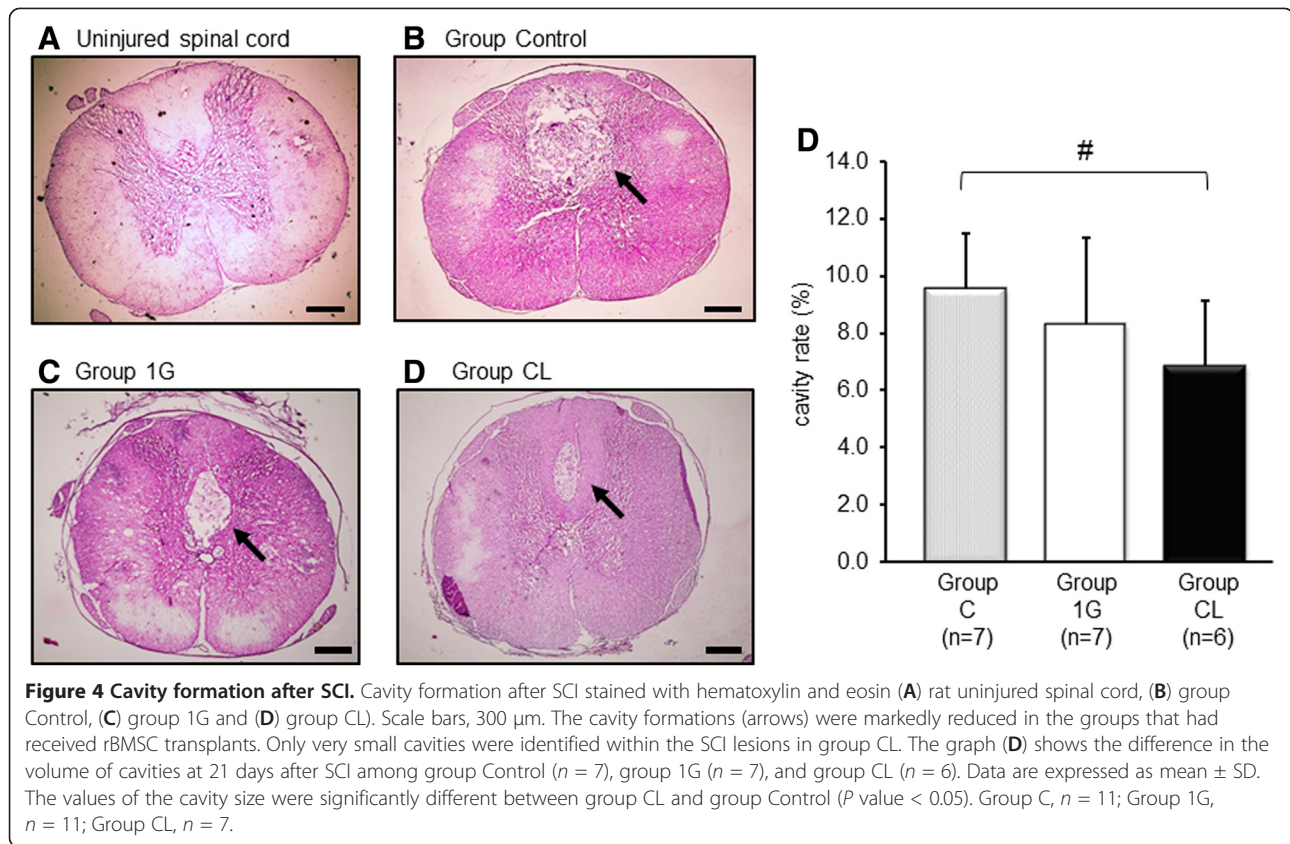 A Uninjured spinal cord
B Group Control
C Group 1G
D Group CL
D
#
14.0
12.0
10.0
8.0
6.0
4.0
2.0
0.0
cavity rate (%)
Group C (n=7)
Group 1G (n=7)
Group CL (n=6)
Figure 4 Cavity formation after SCI. Cavity formation after SCI stained with hematoxylin and eosin (A) rat uninjured spinal cord, (B) group
Control, (C) group 1G and (D) group CL). Scale bars, 300 μm. The cavity formations (arrows) were markedly reduced in the groups that had
received rBMSC transplants. Only very small cavities were identified within the SCI lesions in group CL. The graph (D) shows the difference in the
volume of cavities at 21 days after SCI among group Control (n = 7), group 1G (n = 7), and group CL (n = 6). Data are expressed as mean ± SD.
The values of the cavity size were significantly different between group CL and group Control (P value < 0.05). Group C, n = 11; Group 1G,
n = 11; Group CL, n = 7.